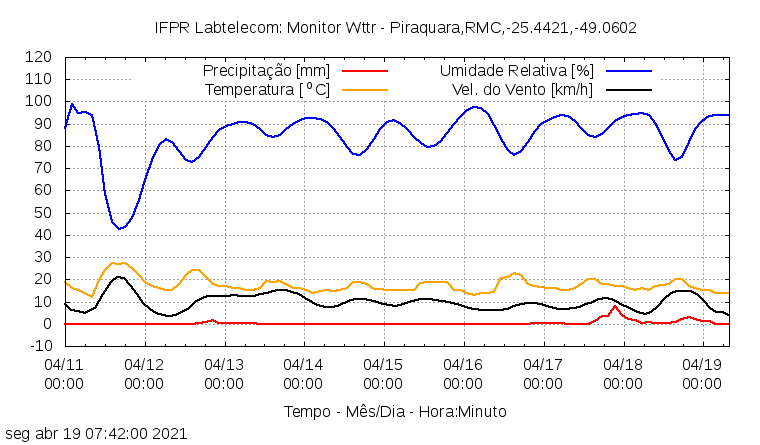 IFPR Labtelecom: Monitor Wttr - Piraquara,RMC,-25.4421,-49.0602
Precipitação [mm]
Umidade Relativa [%]
Temperatura [⁰C]
Vel. do Vento [km/h]
120
110
100
90
80
70
60
50
40
30
20
10
0
-10
04/11 04/12 04/13 04/14 04/15 04/16 04/17 04/18 04/19
00:00 00:00 00:00 00:00 00:00 00:00 00:00 00:00 00:00
Tempo - Mês/Dia - Hora:Minuto
seg abr 19 07:42:00 2021